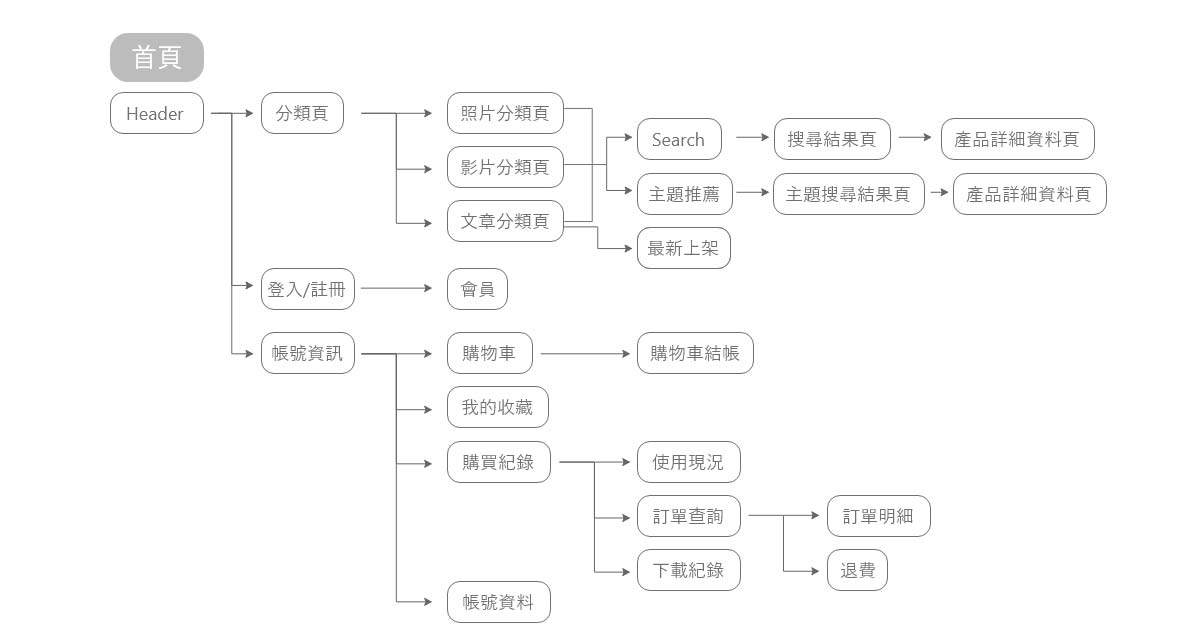 首頁
Header
分類頁
照片分類頁
影片分類頁
文章分類頁
Search
搜尋結果頁
產品詳細資料頁
主題推薦
主題搜尋結果頁
產品詳細資料頁
最新上架
登入/註冊
會員
帳號資訊
購物車
購物車結帳
我的收藏
購買紀錄
使用現況
訂單查詢
訂單明細
下載紀錄
退費
帳號資料